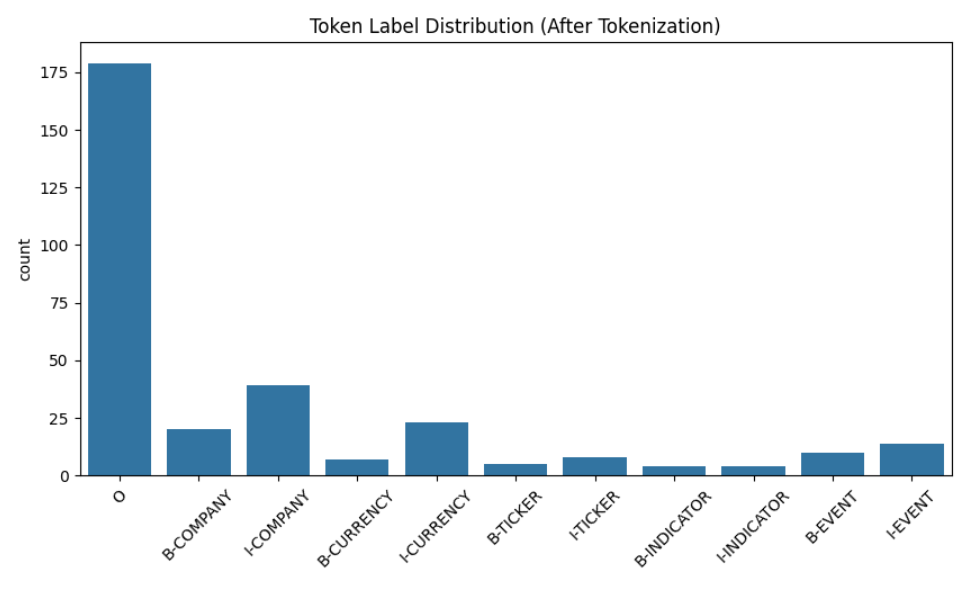 Token Label Distribution (After Tokenization)
175
150
125
100
75
50
25
0
count
O
B-COMPANY
I-COMPANY
B-CURRENCY
I-CURRENCY
B-TICKER
I-TICKER
B-INDICATOR
I-INDICATOR
B-EVENT
I-EVENT